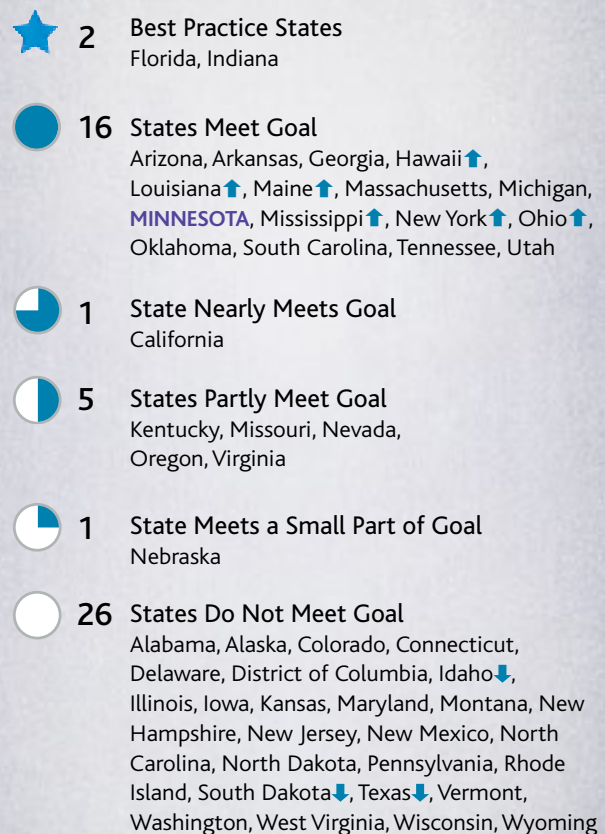 2 Best Practice States
Florida, Indiana
16 States Meet Goal
Arizona, Arkansas, Georgia, Hawaii⬆,
Louisiana⬆, Maine⬆, Massachusetts, Michigan,
MINNESOTA, Mississippi⬆, New York⬆, Ohio⬆,
Oklahoma, South Carolina, Tennessee, Utah
1 State Nearly Meets Goal
California
5 States Partly Meet Goal
Kentucky, Missouri, Nevada,
Oregon, Virginia
1 State Meets a Small Part of Goal
Nebraska
26 States Do Not Meet Goal
Alabama, Alaska, Colorado, Connecticut,
Delaware, District of Columbia, Idaho⬇,
Illinois, Iowa, Kansas, Maryland, Montana, New
Hampshire, New Jersey, New Mexico, North
Carolina, North Dakota, Pennsylvania, Rhode
Island, South Dakota⬇, Texas⬇, Vermont,
Washington, West Virginia, Wisconsin, Wyoming